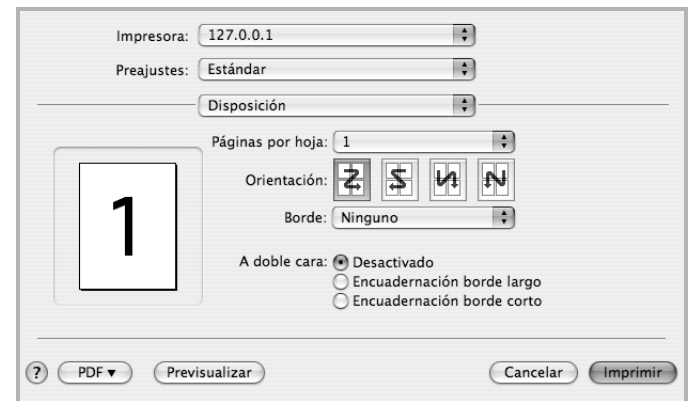 Impresora: 127.0.0.1
Preajustes: Estándar
Disposición
Páginas por hoja: 1
Orientación:
Borde: Ninguno
1
A doble cara: Desactivado
Encuadernación borde largo
Encuadernación borde corto
? PDF ▼ Previsualizar Cancelar Imprimir